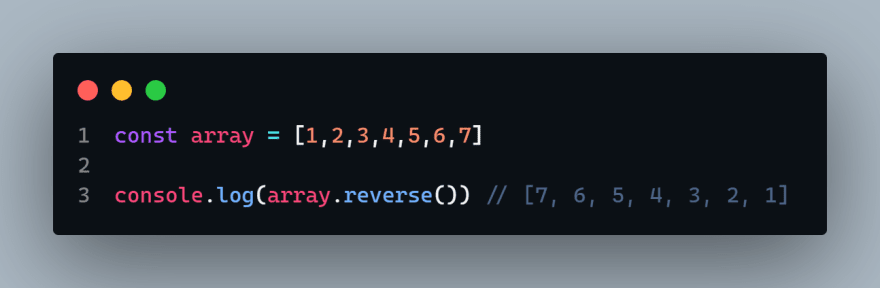 1 const array = [1,2,3,4,5,6,7]
2
3 console.log(array.reverse()) // [7, 6, 5, 4, 3, 2, 1]